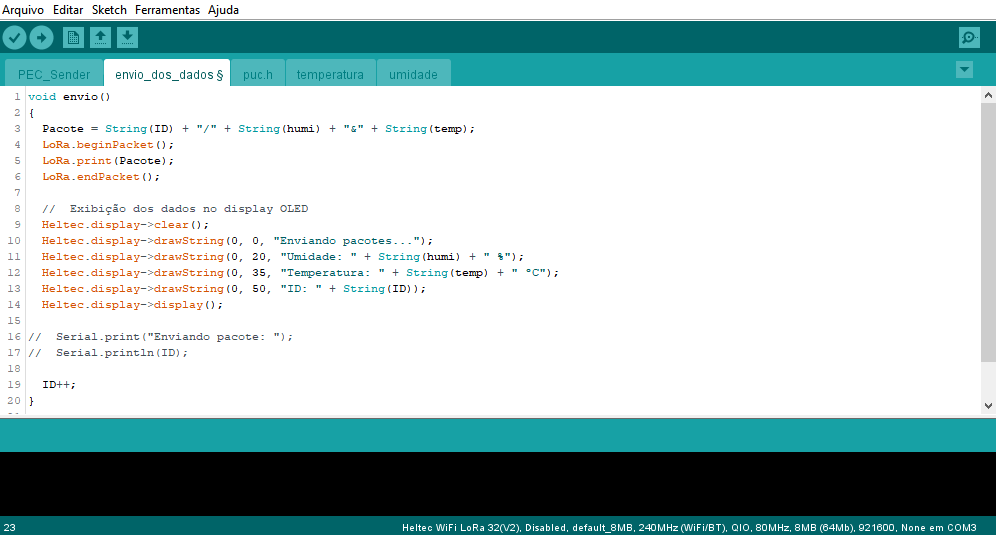 Arquivo Editar Sketch Ferramentas Ajuda
PEC_Sender envio_dos_dados § puc.h temperatura umidade
1 void envio()
2 {
3 Pacote = String(ID) + "/" + String(humi) + "&" + String(temp);
4 LoRa.beginPacket();
5 LoRa.print(Pacote);
6 LoRa.endPacket();
7
8 // Exibição dos dados no display OLED
9 Heltec.display->clear();
10 Heltec.display->drawString(0, 0, "Enviando pacotes...");
11 Heltec.display->drawString(0, 20, "Umidade: " + String(humi) + " %");
12 Heltec.display->drawString(0, 35, "Temperatura: " + String(temp) + " ºC");
13 Heltec.display->drawString(0, 50, "ID: " + String(ID));
14 Heltec.display->display();
15
16 // Serial.print("Enviando pacote: ");
17 // Serial.println(ID);
18
19 ID++;
20 }
23 Heltec WiFi LoRa 32(V2), Disabled, default_8MB, 240MHz (WiFi/BT), QIO, 80MHz, 8MB (64Mb), 921600, None em COM3